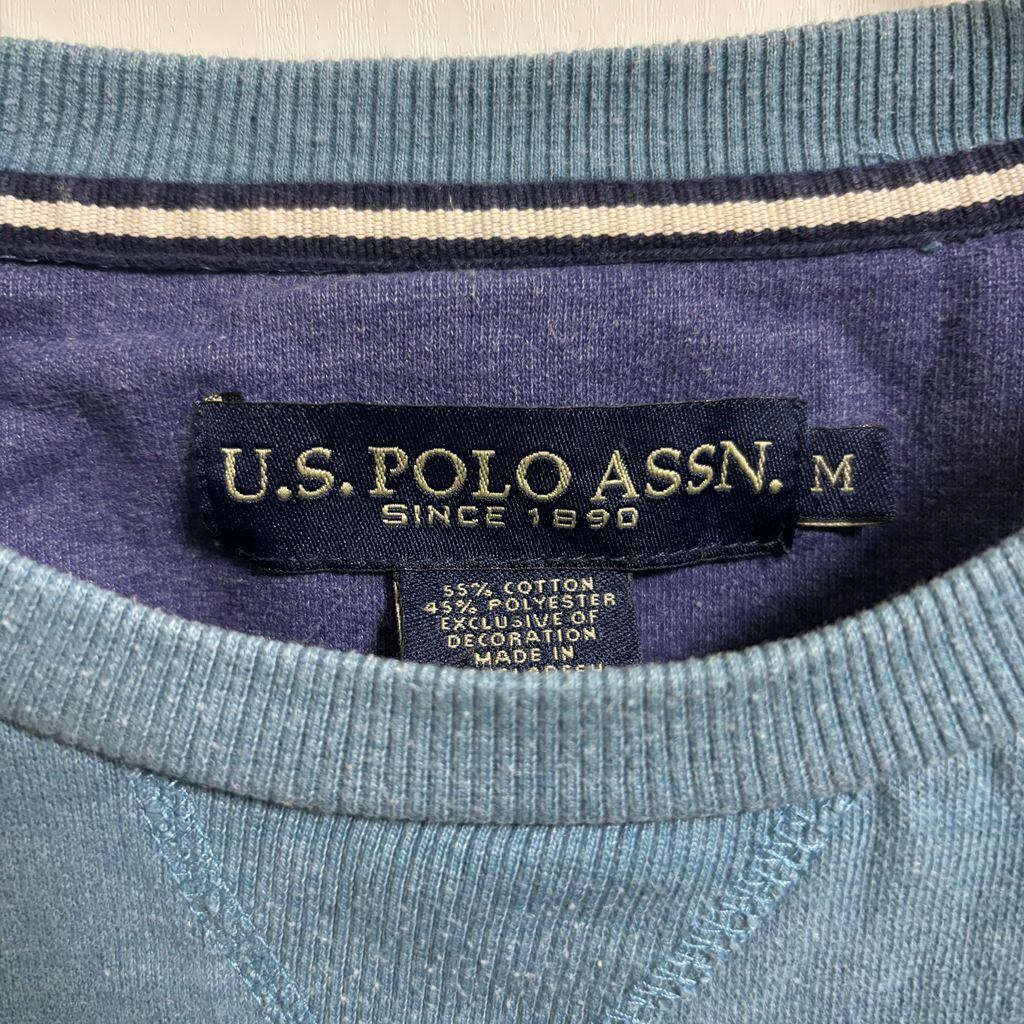 U.S. POLO ASSN.
SINCE 1890
M
55% COTTON
45% POLYESTER
EXCLUSIVE OF
DECORATION
MADE IN